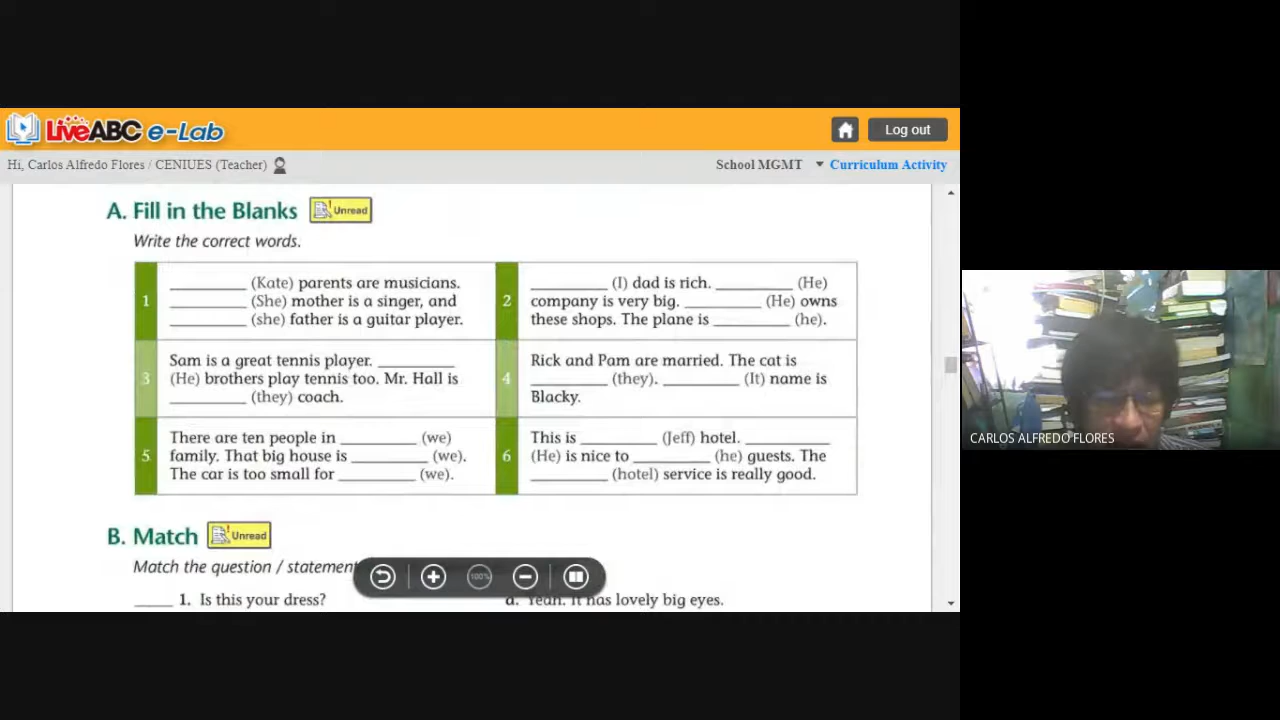 LiveABC e-Lab
Log out
Hi, Carlos Alfredo Flores / CENIUES (Teacher)
School MGMT
Curriculum Activity
A. Fill in the Blanks
Unread
Write the correct words.
1
_________ (Kate) parents are musicians.
_________ (She) mother is a singer, and
_________ (she) father is a guitar player.
2
_________ (I) dad is rich. _________ (He)
company is very big. _________ (He) owns
these shops. The plane is _________ (he).
3
Sam is a great tennis player. _________
(He) brothers play tennis too. Mr. Hall is
_________ (they) coach.
4
Rick and Pam are married. The cat is
_________ (they). _________ (It) name is
Blacky.
5
There are ten people in _________ (we)
family. That big house is _________ (we).
The car is too small for _________ (we).
6
This is _________ (Jeff) hotel. __________
(He) is nice to _________ (he) guests. The
_________ (hotel) service is really good.
B. Match
Unread
Match the question / statement
100%
_____ 1. Is this your dress?
a. Yeah. It has lovely big eyes.
CARLOS ALFREDO FLORES